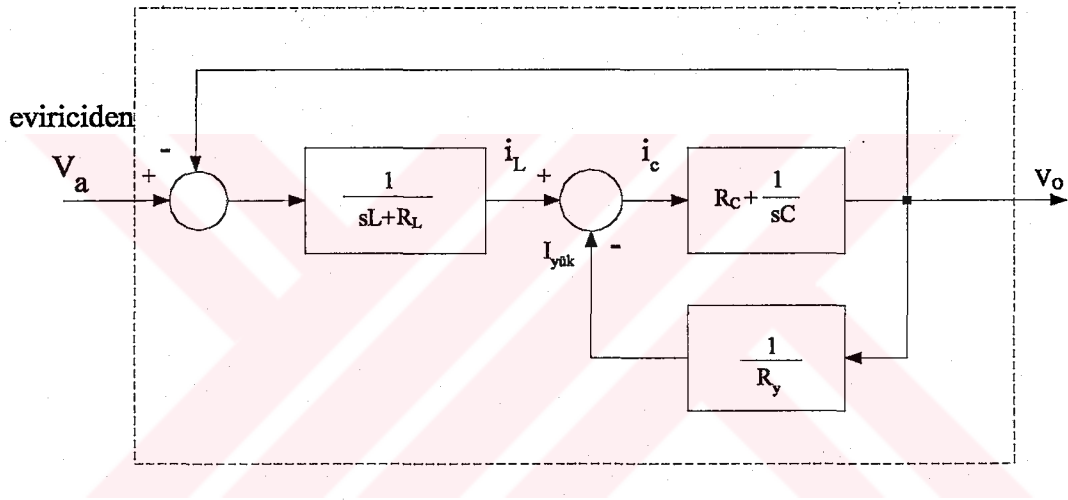 eviriciden
V_a
+
-
1
sL+R_L
i_L
+
I_yük
-
i_c
R_C + 1
sC
1
R_y
v_o